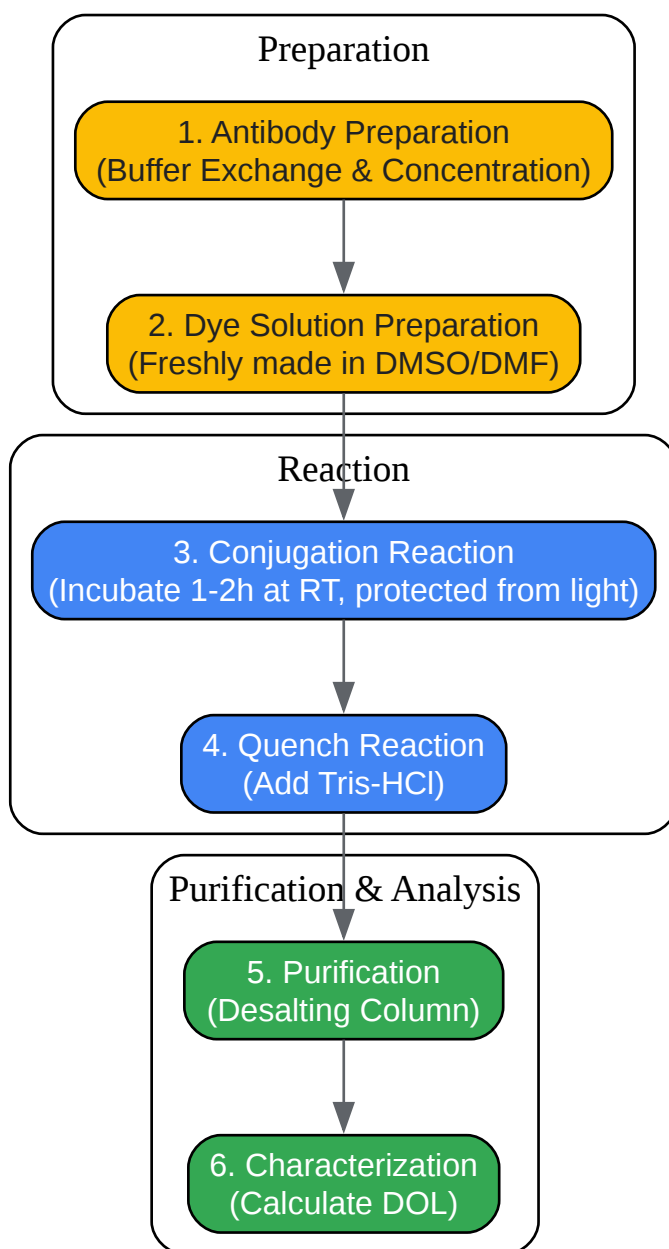 Preparation
1. Antibody Preparation
(Buffer Exchange & Concentration)
2. Dye Solution Preparation
(Freshly made in DMSO/DMF)
Reaction
3. Conjugation Reaction
(Incubate 1-2h at RT, protected from light)
4. Quench Reaction
(Add Tris-HCl)
Purification & Analysis
5. Purification
(Desalting Column)
6. Characterization
(Calculate DOL)